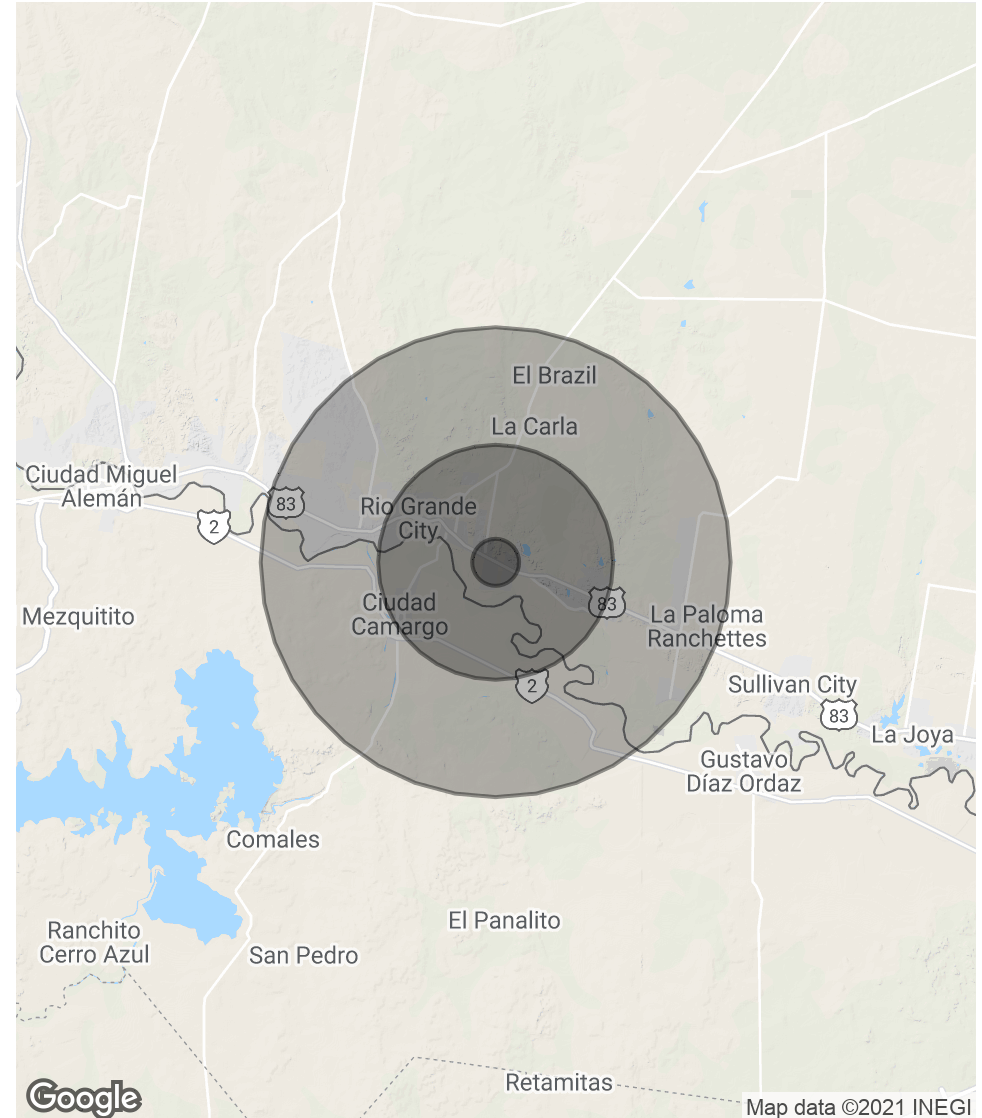 El Brazil
La Carla
Ciudad Miguel
Alemán
83
Rio Grande
City
2
Ciudad
Camargo
83
La Paloma
Ranchettes
Mezquitito
2
Sullivan City
83
La Joya
Gustavo
Díaz Ordaz
Comales
El Panalito
Ranchito
Cerro Azul
San Pedro
Retamitas
Google
Map data ©2021 INEGI